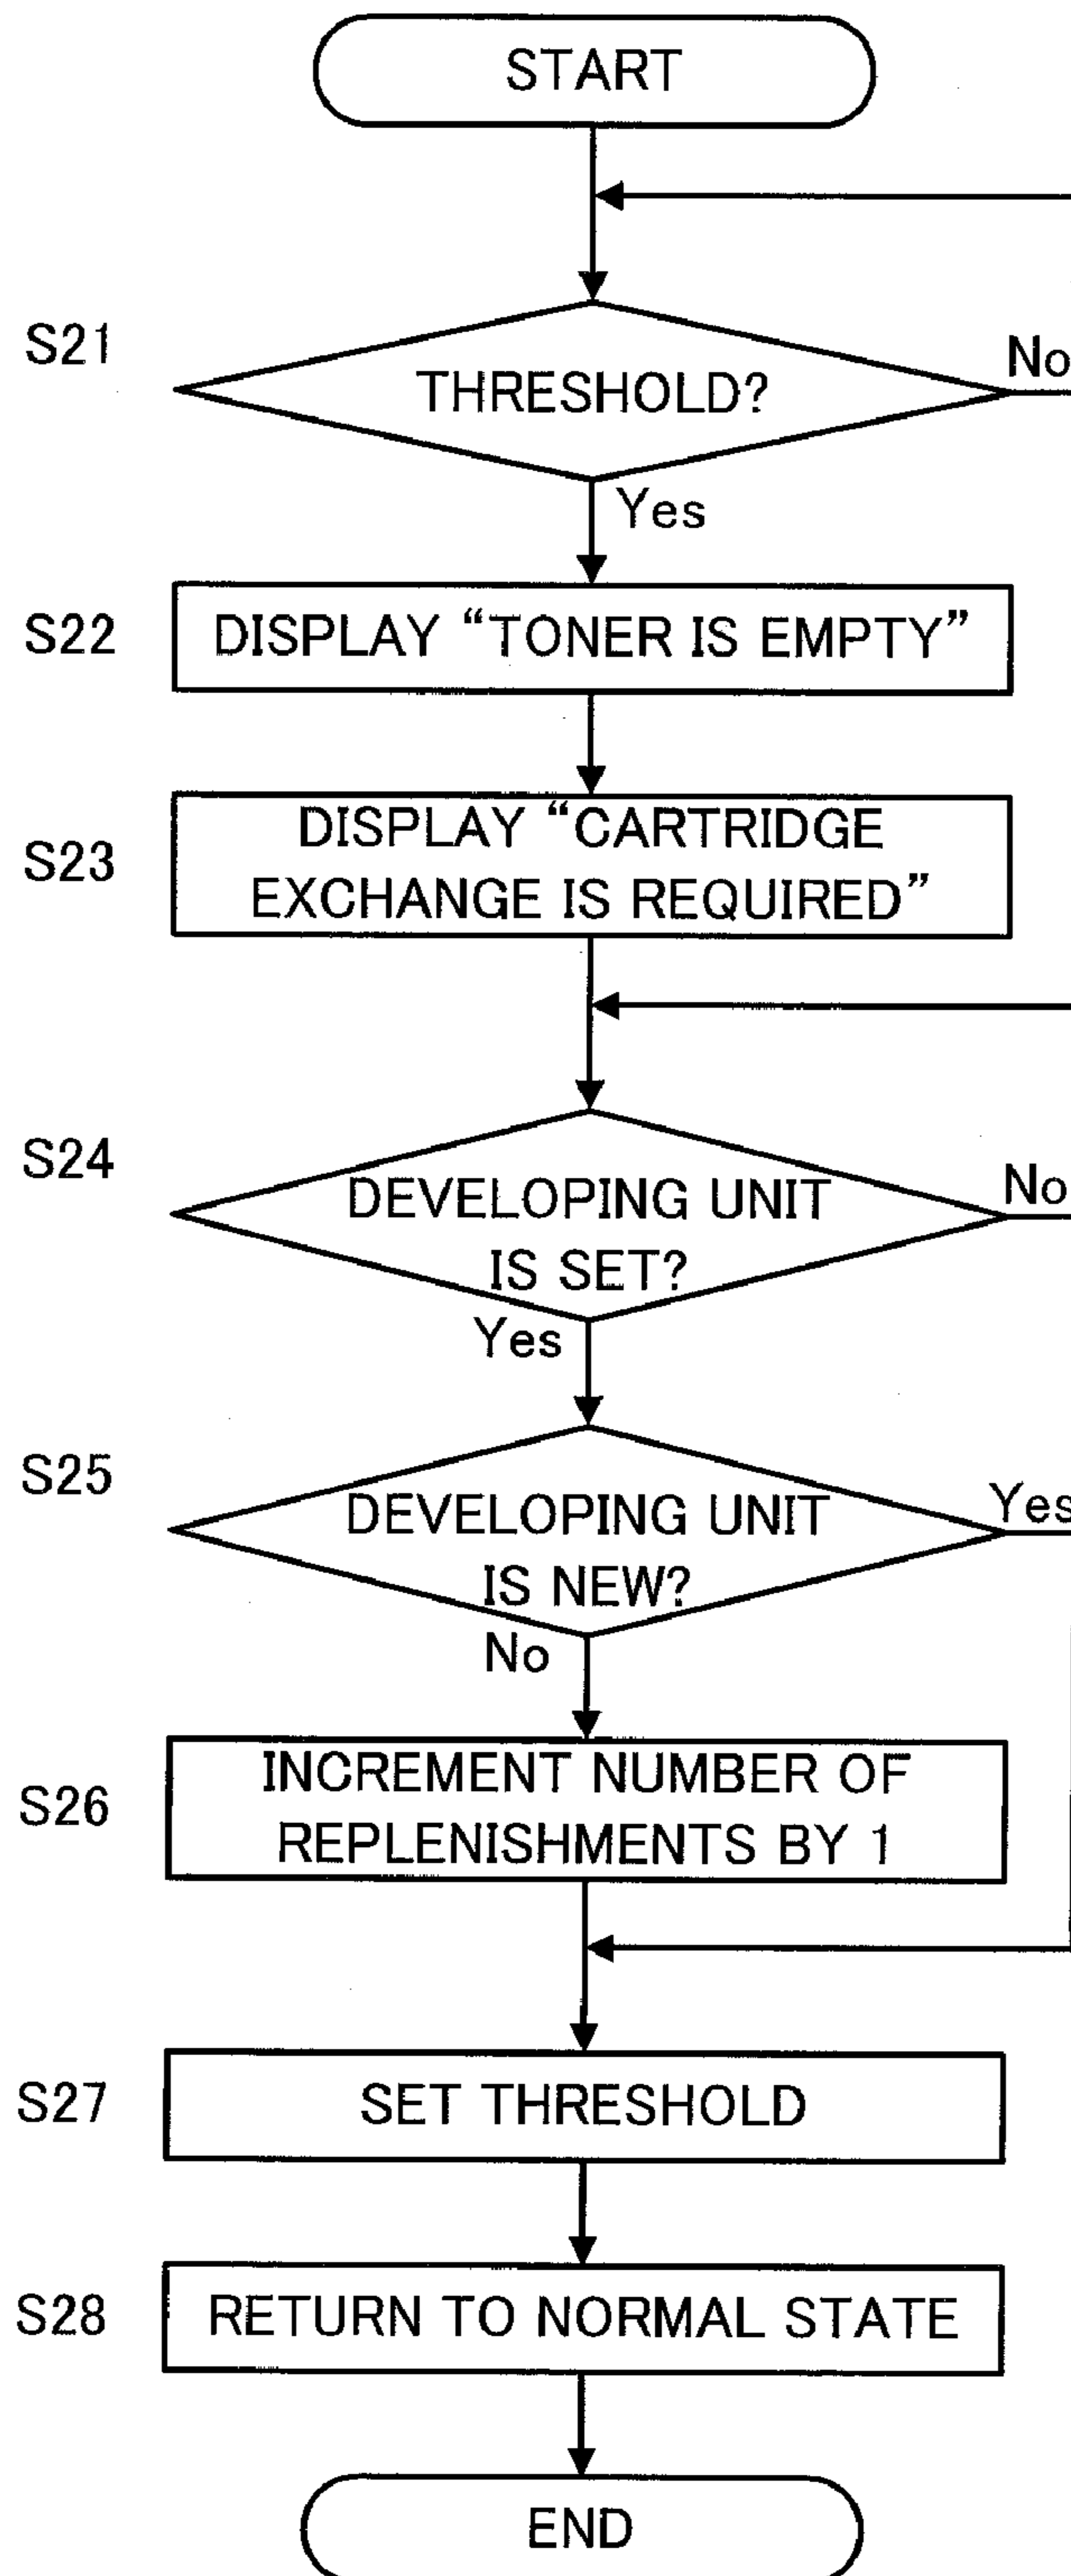 START
S21
THRESHOLD?
No
Yes
S22
DISPLAY “TONER IS EMPTY”
S23
DISPLAY “CARTRIDGE
EXCHANGE IS REQUIRED”
S24
DEVELOPING UNIT
IS SET?
No
Yes
S25
DEVELOPING UNIT
IS NEW?
Yes
No
S26
INCREMENT NUMBER OF
REPLENISHMENTS BY 1
S27
SET THRESHOLD
S28
RETURN TO NORMAL STATE
END